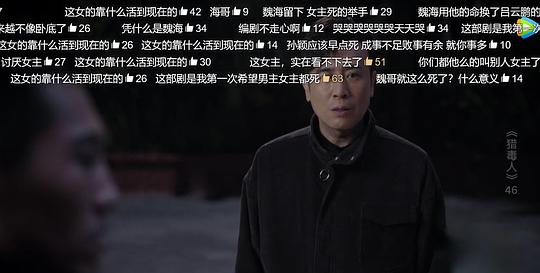 7 这女的靠什么活到现在的 42 海哥 9 魏海留下 女主死的举手 29 魏海用他的命换了吕云鹏的
来越不像卧底了 26 凭什么是魏海 34 编剧不走心啊 12 哭哭哭哭哭哭天天哭 34 这部剧是我第一次
这女的靠什么活到现在的 26 这女的靠什么活到现在的 14 孙颖应该早点死 成事不足败事有余 就你事多 10
讨厌女主 27 这女的靠什么活到现在的 30 这女主，实在看不下去了 51 你们都他么的叫别人女主了
这女的靠什么活到现在的 26 这部剧是我第一次希望男主女主都死 63 魏哥就这么死了？什么意义 14
《猎毒人》
46